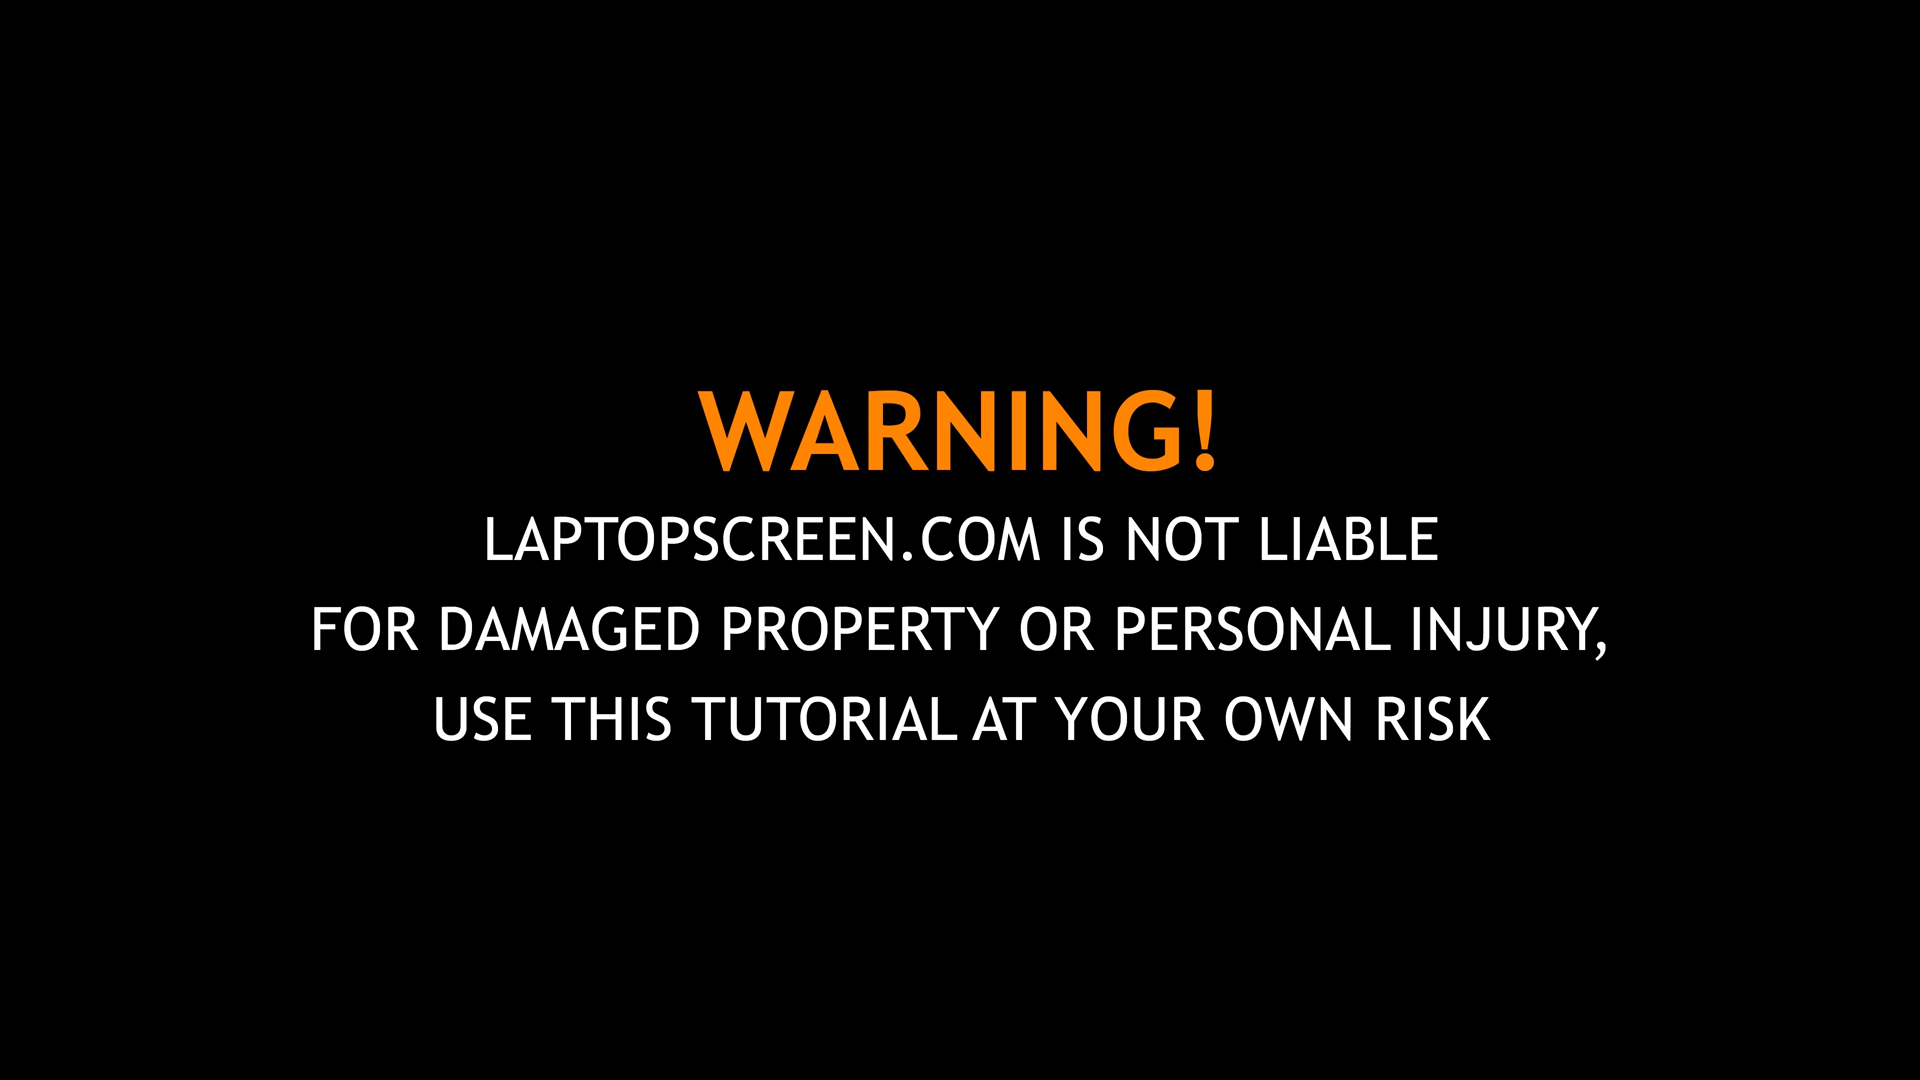 WARNING!
LAPTOPSCREEN.COM IS NOT LIABLE
FOR DAMAGED PROPERTY OR PERSONAL INJURY,
USE THIS TUTORIAL AT YOUR OWN RISK